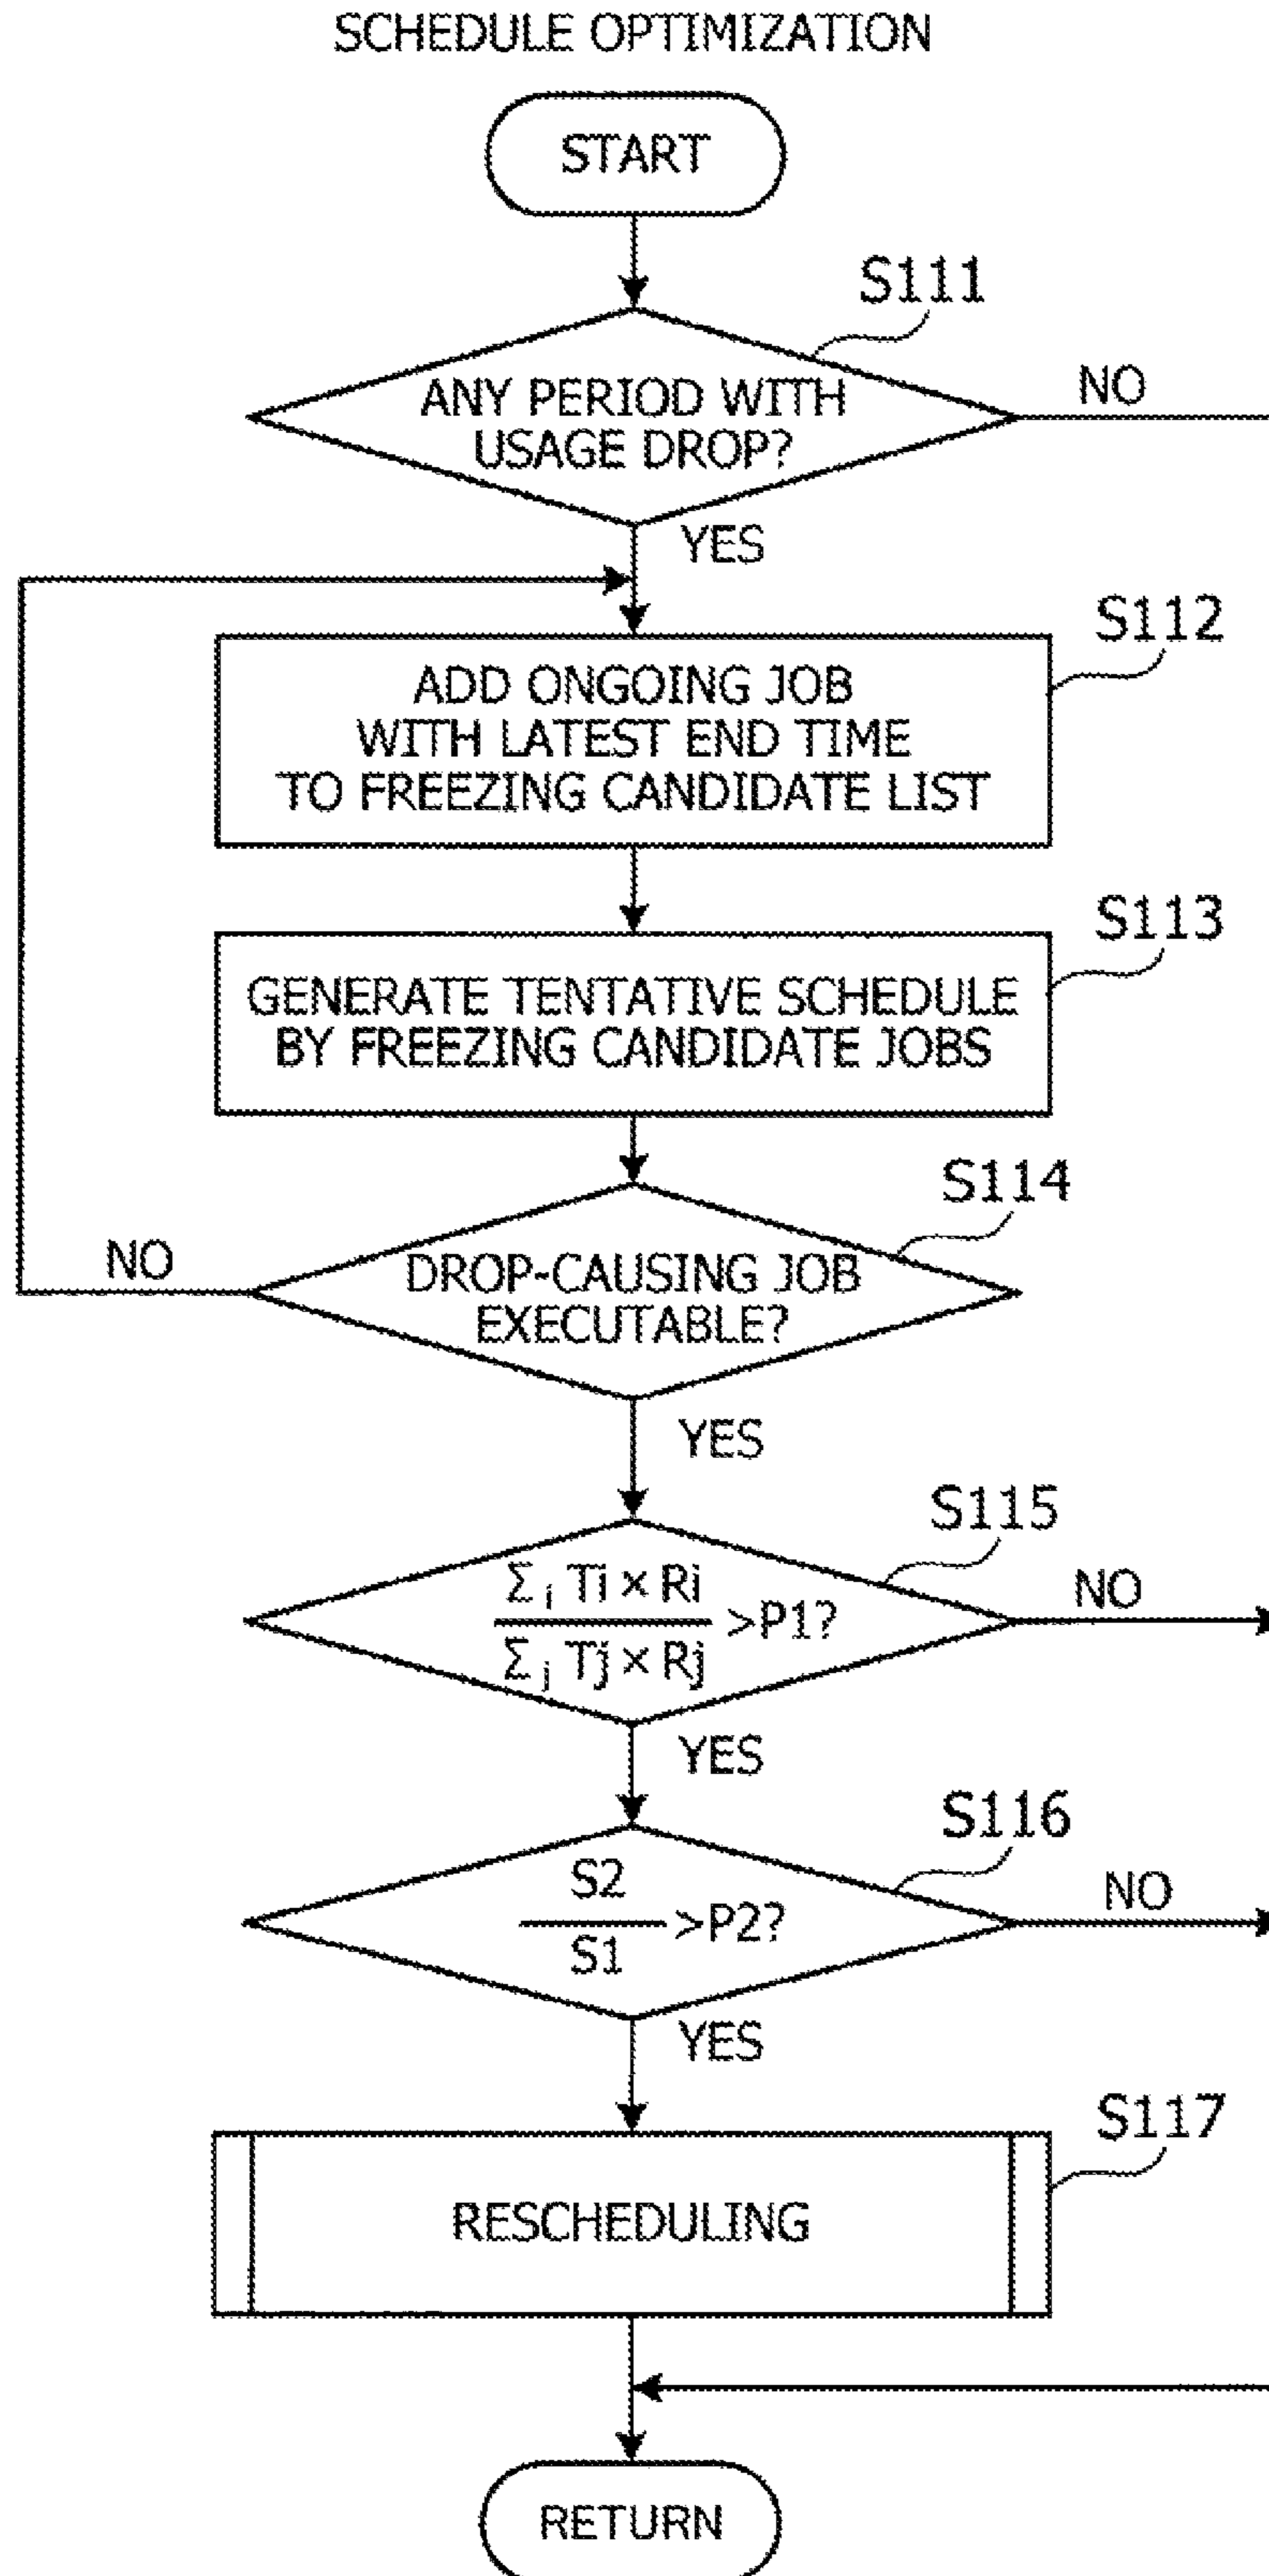 SCHEDULE OPTIMIZATION
START
S111
ANY PERIOD WITH
USAGE DROP?
NO
YES
S112
ADD ONGOING JOB
WITH LATEST END TIME
TO FREEZING CANDIDATE LIST
S113
GENERATE TENTATIVE SCHEDULE
BY FREEZING CANDIDATE JOBS
S114
DROP-CAUSING JOB
EXECUTABLE?
NO
YES
S115
Σi Ti × Ri
>P1?
Σj Tj × Rj
NO
YES
S116
S2
>P2?
S1
NO
YES
S117
RESCHEDULING
RETURN